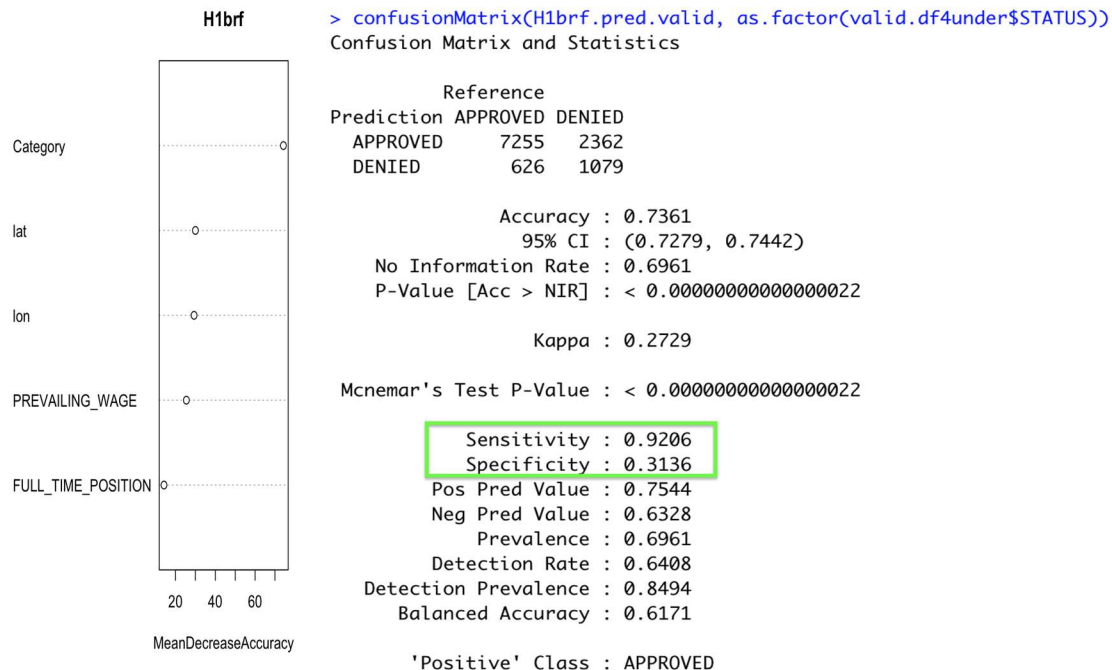 H1brf
Category
lat
lon
PREVAILING_WAGE
FULL_TIME_POSITION
20 40 60
MeanDecreaseAccuracy
> confusionMatrix(H1brf.pred.valid, as.factor(valid.df4under$STATUS))
Confusion Matrix and Statistics
Reference
Prediction APPROVED DENIED
APPROVED 7255 2362
DENIED 626 1079
Accuracy : 0.7361
95% CI : (0.7279, 0.7442)
No Information Rate : 0.6961
P-Value [Acc > NIR] : < 0.00000000000000022
Kappa : 0.2729
Mcnemar's Test P-Value : < 0.00000000000000022
Sensitivity : 0.9206
Specificity : 0.3136
Pos Pred Value : 0.7544
Neg Pred Value : 0.6328
Prevalence : 0.6961
Detection Rate : 0.6408
Detection Prevalence : 0.8494
Balanced Accuracy : 0.6171
'Positive' Class : APPROVED